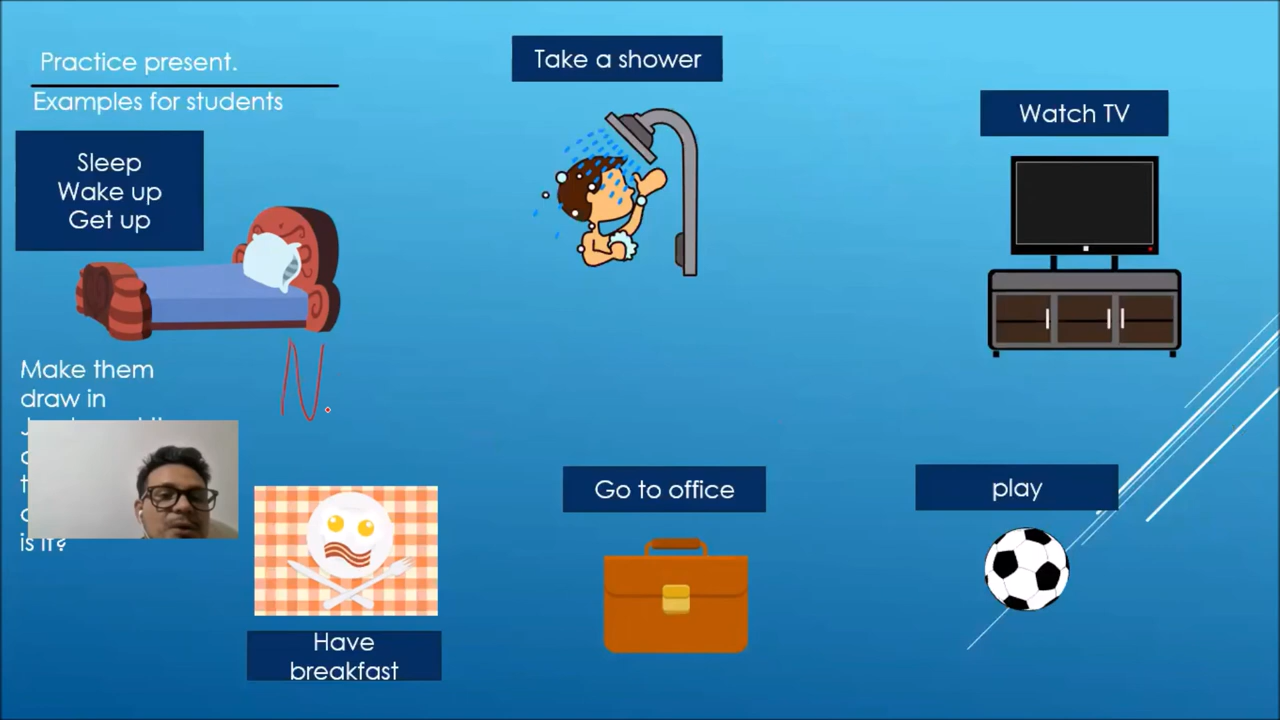 Practice present.
Examples for students
Sleep
Wake up
Get up
Take a shower
Watch TV
Make them
draw in
is it?
Have
breakfast
Go to office
play